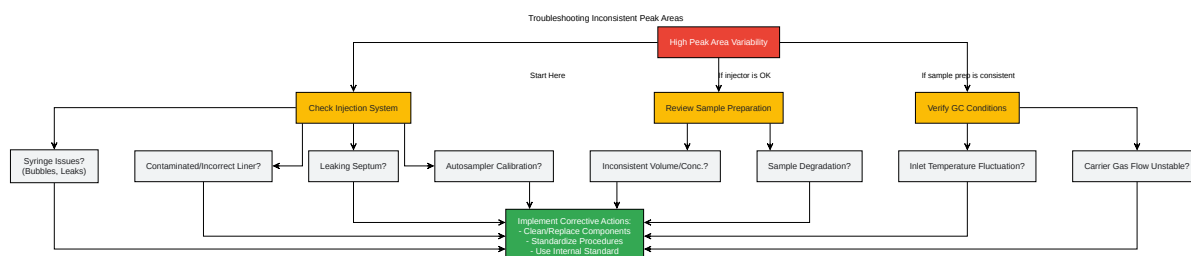 Troubleshooting Inconsistent Peak Areas
High Peak Area Variability
Start Here
If injector is OK
If sample prep is consistent
Check Injection System
Review Sample Preparation
Verify GC Conditions
Syringe Issues?
(Bubbles, Leaks)
Contaminated/Incorrect Liner?
Leaking Septum?
Autosampler Calibration?
Inconsistent Volume/Conc.?
Sample Degradation?
Inlet Temperature Fluctuation?
Carrier Gas Flow Unstable?
Implement Corrective Actions:
- Clean/Replace Components
- Standardize Procedures
- Use Internal Standard